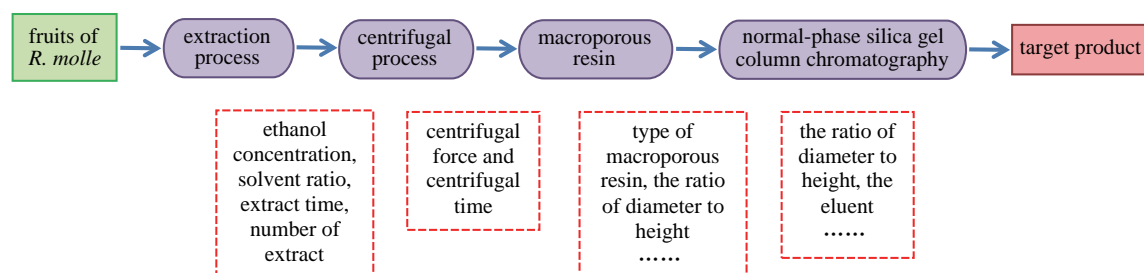 fruits of
R. molle
extraction
process
centrifugal
process
macroporous
resin
normal-phase silica gel
column chromatography
target product
ethanol
concentration,
solvent ratio,
extract time,
number of
extract
centrifugal
force and
centrifugal
time
type of
macroporous
resin, the ratio
of diameter to
height
……
the ratio of
diameter to
height, the
eluent
……